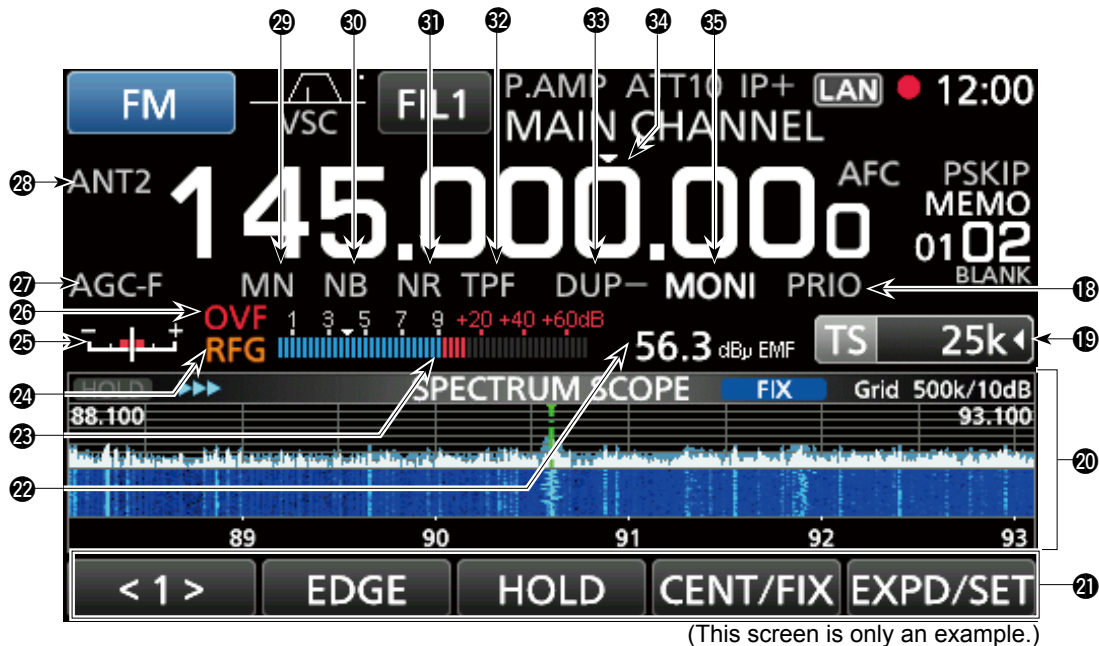 29 30 31 32 33 34 35
FM VSC FIL1 P.AMP ATT10 IP+ LAN 12:00
MAIN CHANNEL
28 ANT2 145.000.000 AFC PSKIP
MEMO
01 02
BLANK
27 AGC-F MN NB NR TPF DUP− MONI PRIO 18
26 OVF 1 3 5 7 9 +20 +40 +60dB
25 − + RFG 56.3 dBμ EMF TS 25k 19
24 HOLD SPECTRUM SCOPE FIX Grid 500k/10dB
88.100 93.100
23
22 20
89 90 91 92 93
< 1 > EDGE HOLD CENT/FIX EXPD/SET 21
(This screen is only an example.)